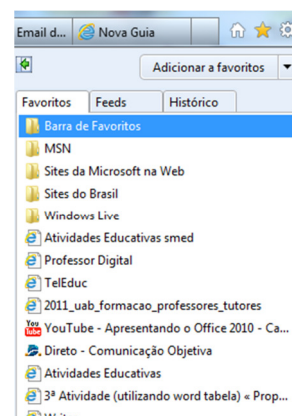 Email d... Nova Guia
Adicionar a favoritos
Favoritos Feeds Histórico
Barra de Favoritos
MSN
Sites da Microsoft na Web
Sites do Brasil
Windows Live
Atividades Educativas smed
Professor Digital
TelEduc
2011_uab_formacao_professores_tutores
YouTube - Apresentando o Office 2010 - Ca...
Direto - Comunicação Objetiva
Atividades Educativas
3ª Atividade (utilizando word tabela) « Prop...